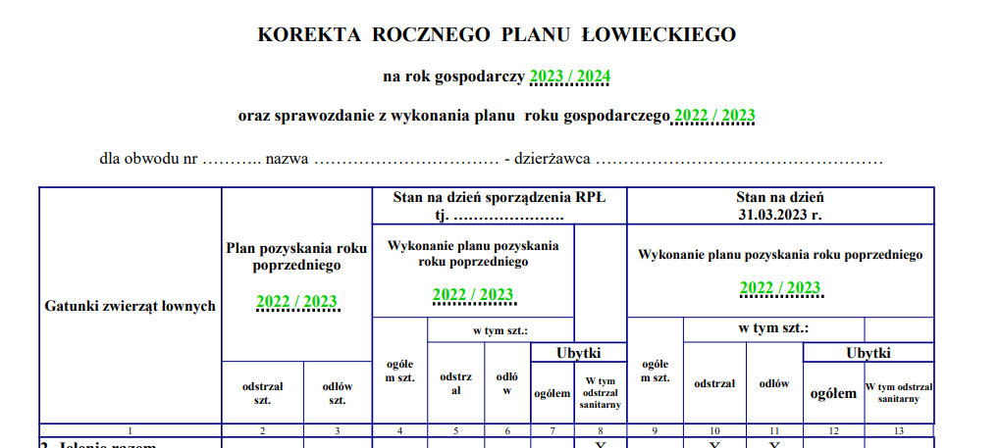 KOREKTA ROCZNEGO PLANU ŁOWIECKIEGO
na rok gospodarczy 2023 / 2024
oraz sprawozdanie z wykonania planu roku gospodarczego 2022 / 2023
dla obwodu nr ……….. nazwa ……………………………… - dzierżawca ………………………………………………
Gatunki zwierząt łownych
Plan pozyskania roku
poprzedniego
2022 / 2023
odstrzał
szt.
odłów
szt.
Stan na dzień sporządzenia RPŁ
tj. ………………….
Wykonanie planu pozyskania
roku poprzedniego
2022 / 2023
ogółe
m szt.
w tym szt.:
odstrz
ał
odłó
w
Ubytki
ogółem
W tym
odstrzał
sanitarny
Stan na dzień
31.03.2023 r.
Wykonanie planu pozyskania roku poprzedniego
2022 / 2023
ogółe
m szt.
w tym szt.:
odstrzał
odłów
Ubytki
ogółem
W tym odstrzał
sanitarny
1 2 3 4 5 6 7 8 9 10 11 12 13
2. Jelenie razem X X X